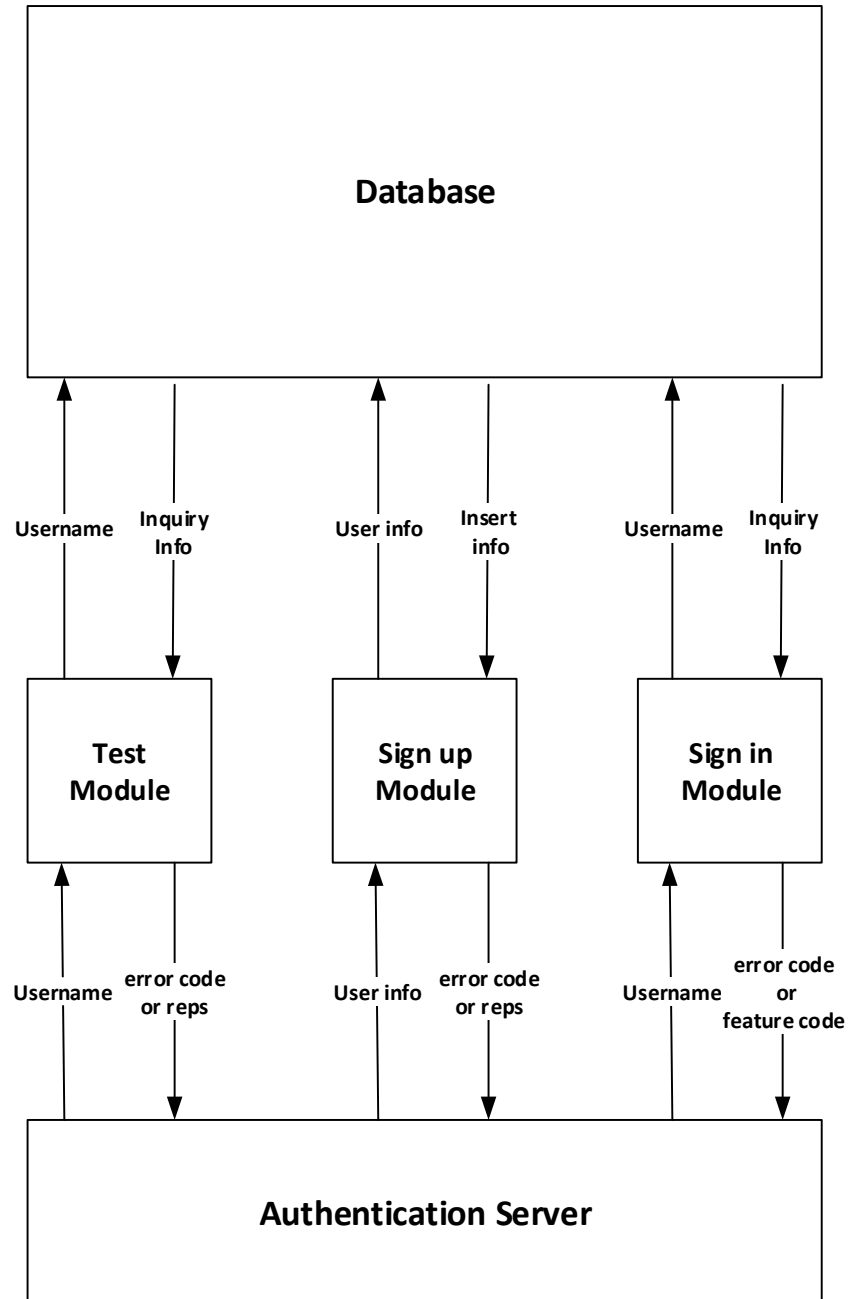 Database
Username
Inquiry
Info
User info
Insert
info
Username
Inquiry
Info
Test
Module
Sign up
Module
Sign in
Module
Username
error code
or reps
User info
error code
or reps
Username
error code
or
feature code
Authentication Server